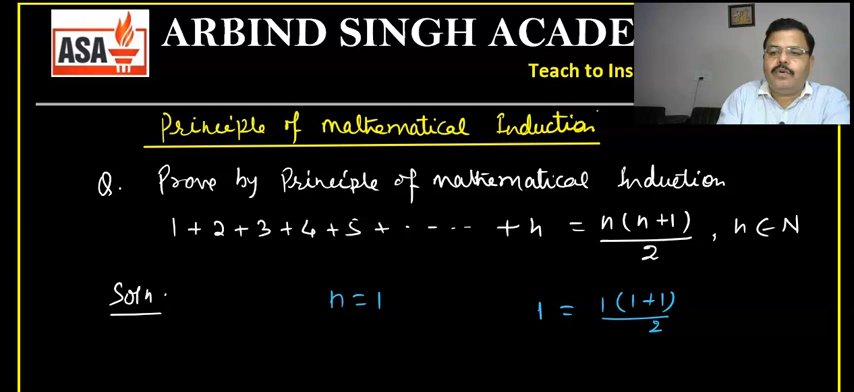 ASA ARBIND SINGH ACADE
Teach to Ins
Principle of mathematical Induction
Q. Prove by Principle of mathematical Induction
1 + 2 + 3 + 4 + 5 + ...... + n = n(n+1)/2 , n ∈ N
Soln. n = 1 1 = 1(1+1)/2